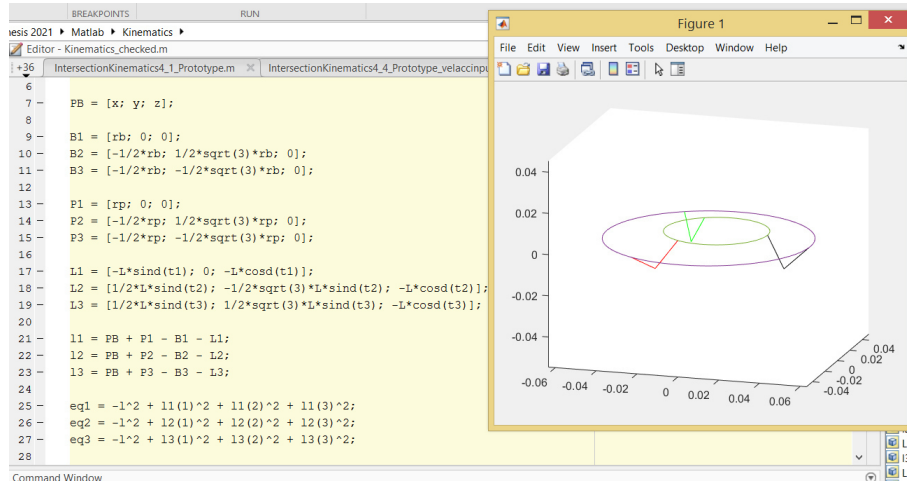 BREAKPOINTS RUN
esis 2021 ▸ Matlab ▸ Kinematics ▸
Editor - Kinematics_checked.m
+36 IntersectionKinematics4_1_Prototype.m × IntersectionKinematics4_4_Prototype_velaccinpu
6
7 – PB = [x; y; z];
8
9 – B1 = [rb; 0; 0];
10 – B2 = [-1/2*rb; 1/2*sqrt(3)*rb; 0];
11 – B3 = [-1/2*rb; -1/2*sqrt(3)*rb; 0];
12
13 – P1 = [rp; 0; 0];
14 – P2 = [-1/2*rp; 1/2*sqrt(3)*rp; 0];
15 – P3 = [-1/2*rp; -1/2*sqrt(3)*rp; 0];
16
17 – L1 = [-L*sind(t1); 0; -L*cosd(t1)];
18 – L2 = [1/2*L*sind(t2); -1/2*sqrt(3)*L*sind(t2); -L*cosd(t2)];
19 – L3 = [1/2*L*sind(t3); 1/2*sqrt(3)*L*sind(t3); -L*cosd(t3)];
20
21 – l1 = PB + P1 - B1 - L1;
22 – l2 = PB + P2 - B2 - L2;
23 – l3 = PB + P3 - B3 - L3;
24
25 – eq1 = -l^2 + l1(1)^2 + l1(2)^2 + l1(3)^2;
26 – eq2 = -l^2 + l2(1)^2 + l2(2)^2 + l2(3)^2;
27 – eq3 = -l^2 + l3(1)^2 + l3(2)^2 + l3(3)^2;
28
Command Window
Figure 1
File Edit View Insert Tools Desktop Window Help
0.04
0.02
0
-0.02
-0.04
-0.06 -0.04 -0.02 0 0.02 0.04 0.06
-0.04 -0.02 0 0.02 0.04
L
l3
L